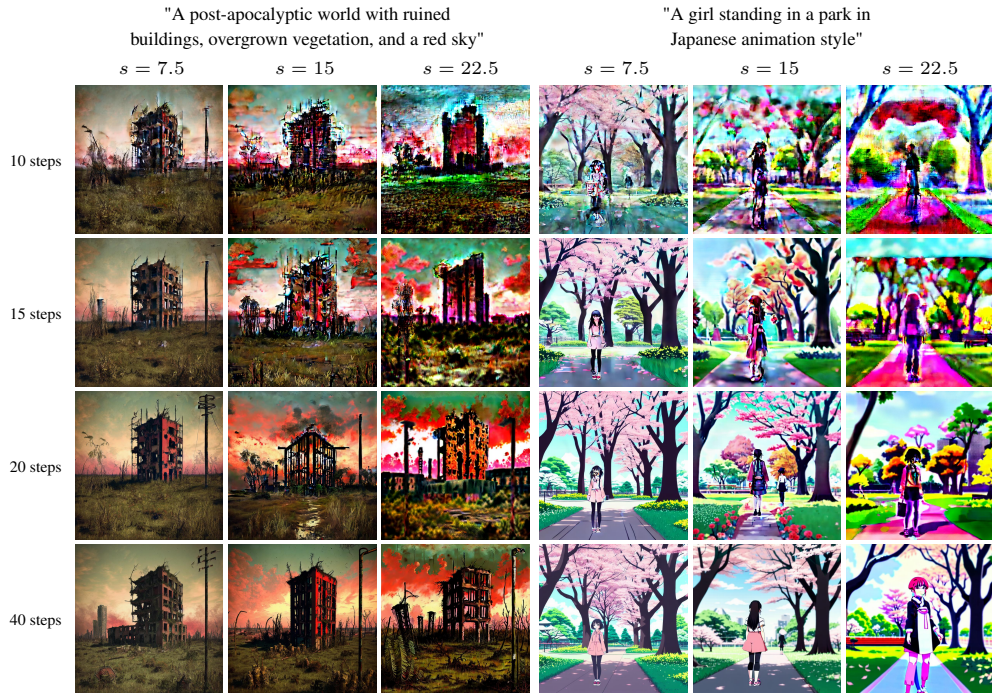 "A post-apocalyptic world with ruined
buildings, overgrown vegetation, and a red sky"
"A girl standing in a park in
Japanese animation style"
s = 7.5 s = 15 s = 22.5 s = 7.5 s = 15 s = 22.5
10 steps
15 steps
20 steps
40 steps